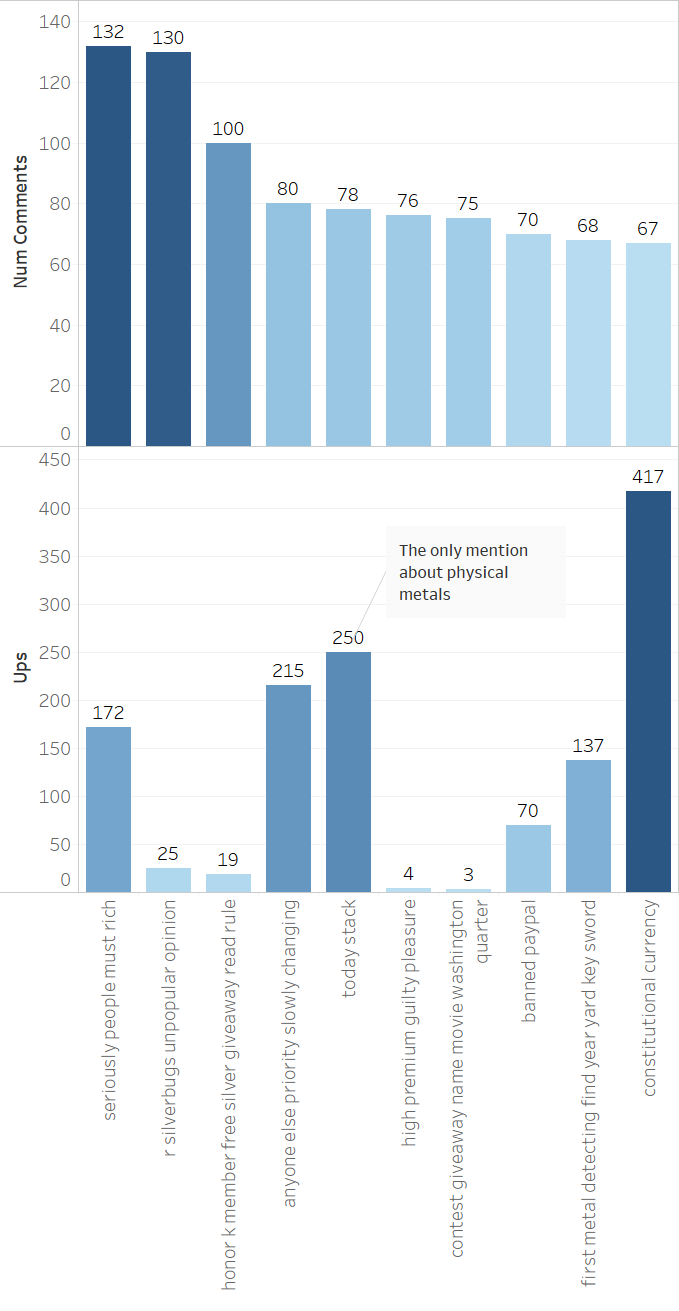 140
120
100
80
60
40
20
0
Num Comments
132
130
100
80
78
76
75
70
68
67
450
400
350
300
250
200
150
100
50
0
Ups
172
25
19
215
250
4
3
70
137
417
The only mention
about physical
metals
seriously people must rich
r silverbugs unpopular opinion
honor k member free silver giveaway read rule
anyone else priority slowly changing
today stack
high premium guilty pleasure
contest giveaway name movie washington
quarter
banned paypal
first metal detecting find year yard key sword
constitutional currency